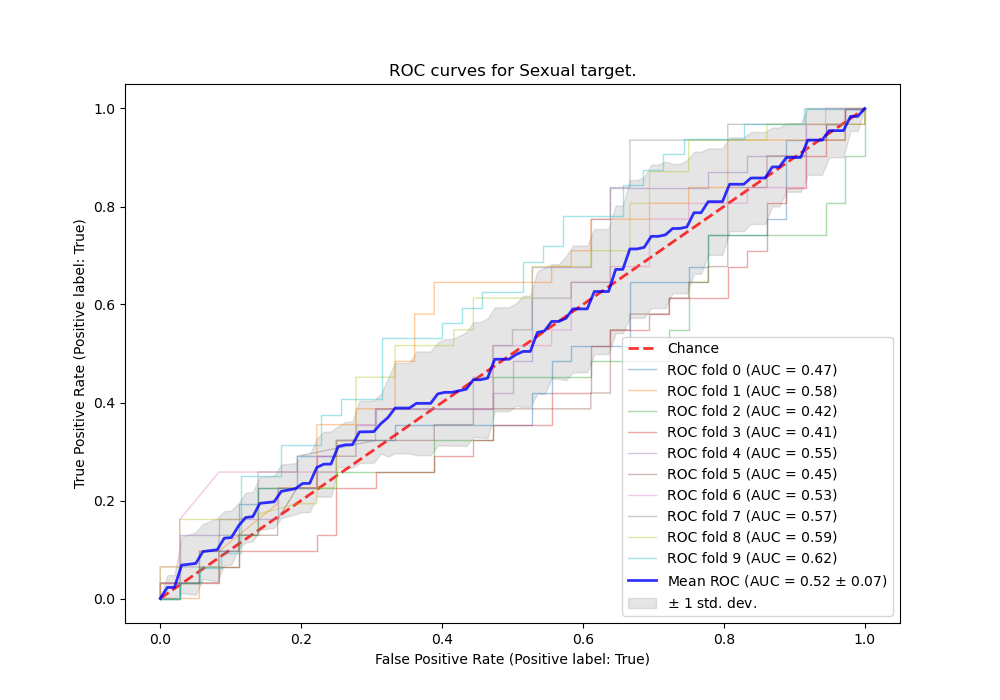 ROC curves for Sexual target.
True Positive Rate (Positive label: True)
1.0
0.8
0.6
0.4
0.2
0.0
0.0 0.2 0.4 0.6 0.8 1.0
False Positive Rate (Positive label: True)
Chance
ROC fold 0 (AUC = 0.47)
ROC fold 1 (AUC = 0.58)
ROC fold 2 (AUC = 0.42)
ROC fold 3 (AUC = 0.41)
ROC fold 4 (AUC = 0.55)
ROC fold 5 (AUC = 0.45)
ROC fold 6 (AUC = 0.53)
ROC fold 7 (AUC = 0.57)
ROC fold 8 (AUC = 0.59)
ROC fold 9 (AUC = 0.62)
Mean ROC (AUC = 0.52 ± 0.07)
± 1 std. dev.